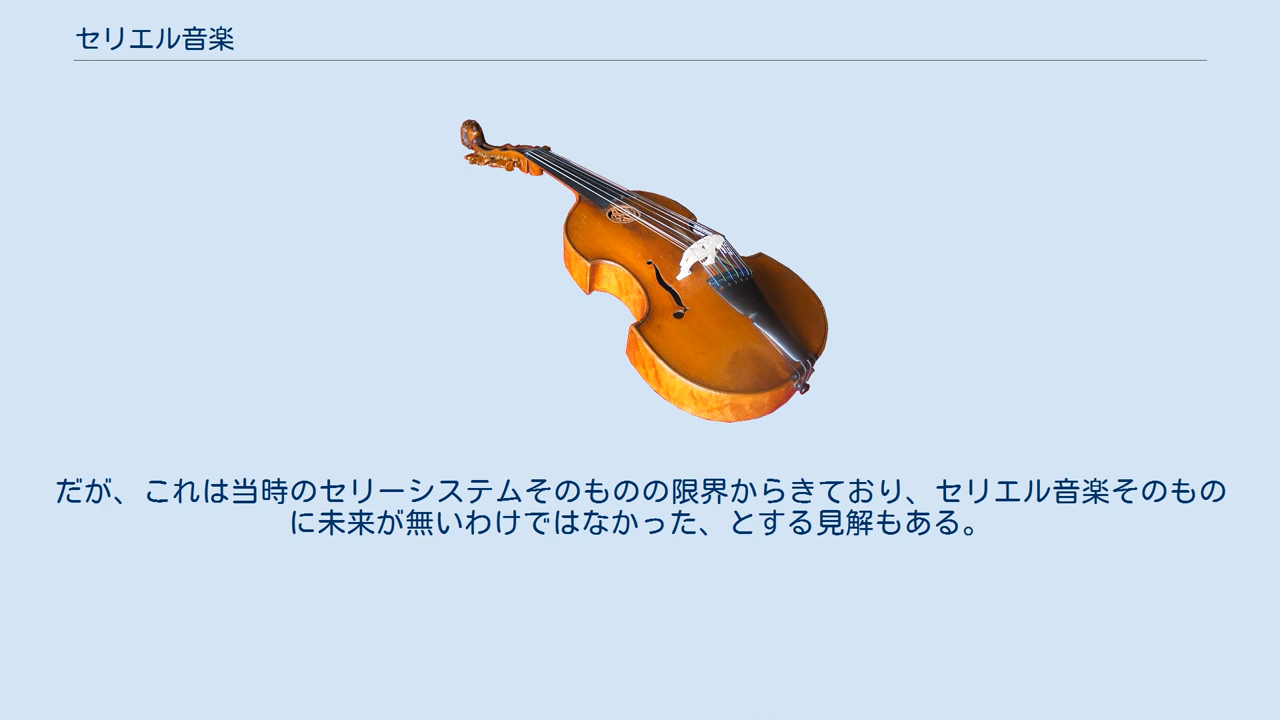 セリエル音楽
だが、これは当時のセリーシステムそのものの限界からきており、セリエル音楽そのもの
に未来が無いわけではなかった、とする見解もある。